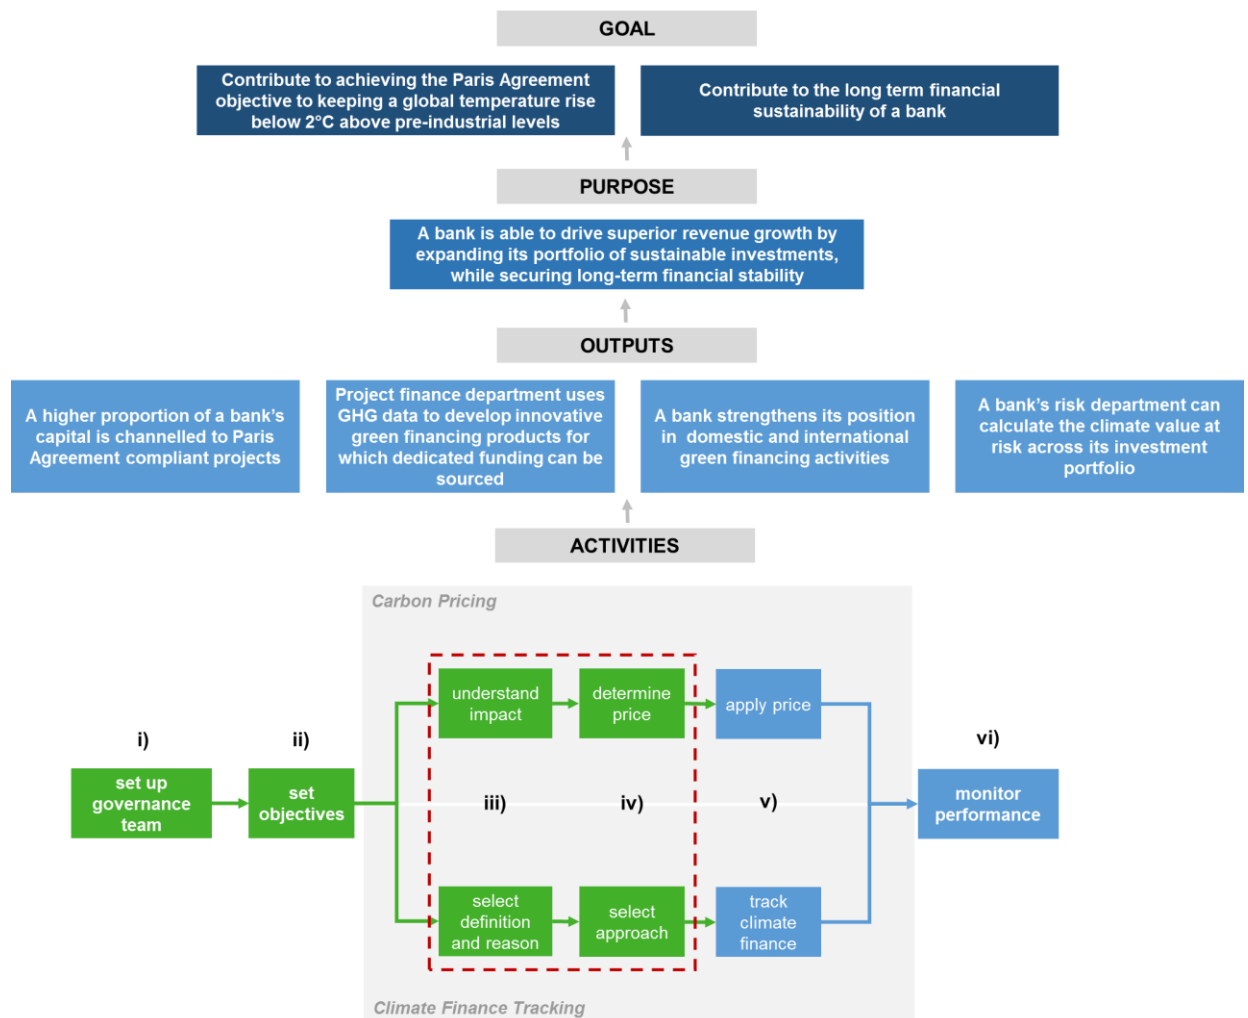 GOAL
Contribute to achieving the Paris Agreement
objective to keeping a global temperature rise
below 2°C above pre-industrial levels
Contribute to the long term financial
sustainability of a bank
PURPOSE
A bank is able to drive superior revenue growth by
expanding its portfolio of sustainable investments,
while securing long-term financial stability
OUTPUTS
A higher proportion of a bank's
capital is channelled to Paris
Agreement compliant projects
Project finance department uses
GHG data to develop innovative
green financing products for
which dedicated funding can be
sourced
A bank strengthens its position
in domestic and international
green financing activities
A bank's risk department can
calculate the climate value at
risk across its investment
portfolio
ACTIVITIES
Carbon Pricing
understand
impact
determine
price
apply price
i)
ii)
vi)
set up
governance
team
set
objectives
iii)
iv)
v)
monitor
performance
select
definition
and reason
select
approach
track
climate
finance
Climate Finance Tracking